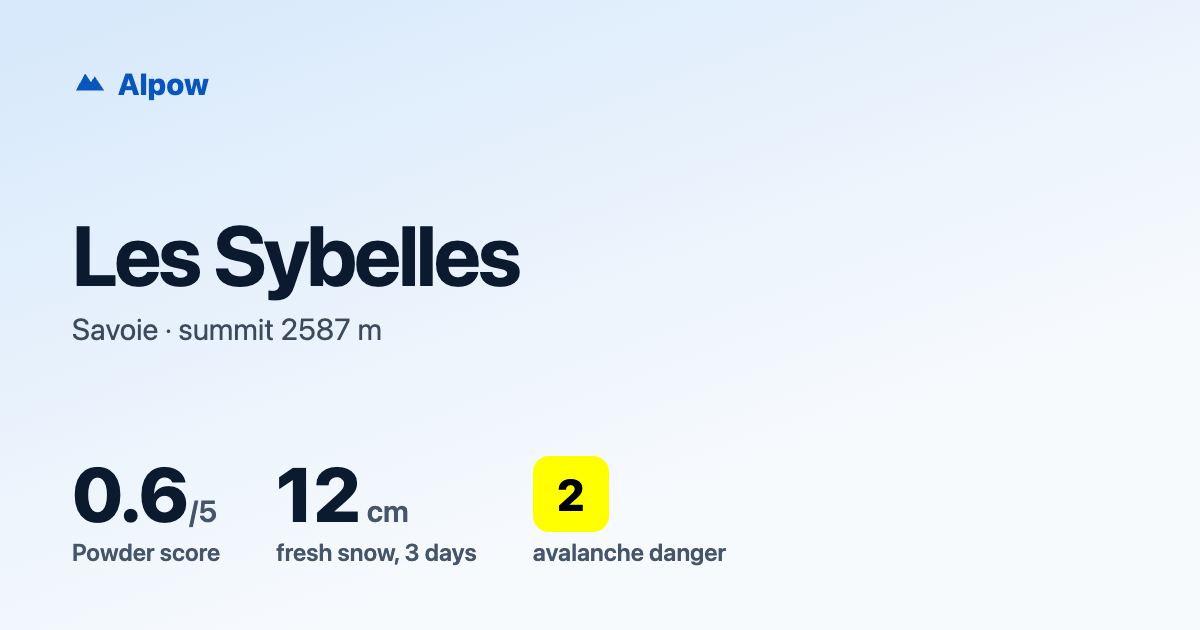 Alpow
Les Sybelles
Savoie · summit 2587 m
0.6/5
Powder score
12 cm
fresh snow, 3 days
2
avalanche danger